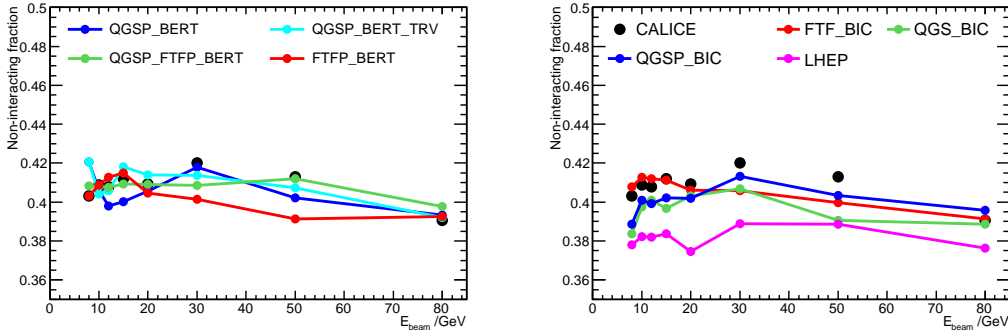 Non-interacting fraction
0.5
0.48
0.46
0.44
0.42
0.4
0.38
0.36
QGSP_BERT
QGSP_BERT_TRV
QGSP_FTFP_BERT
FTFP_BERT
0 10 20 30 40 50 60 70 80
E_beam /GeV
Non-interacting fraction
0.5
0.48
0.46
0.44
0.42
0.4
0.38
0.36
CALICE
FTF_BIC
QGS_BIC
QGSP_BIC
LHEP
0 10 20 30 40 50 60 70 80
E_beam /GeV